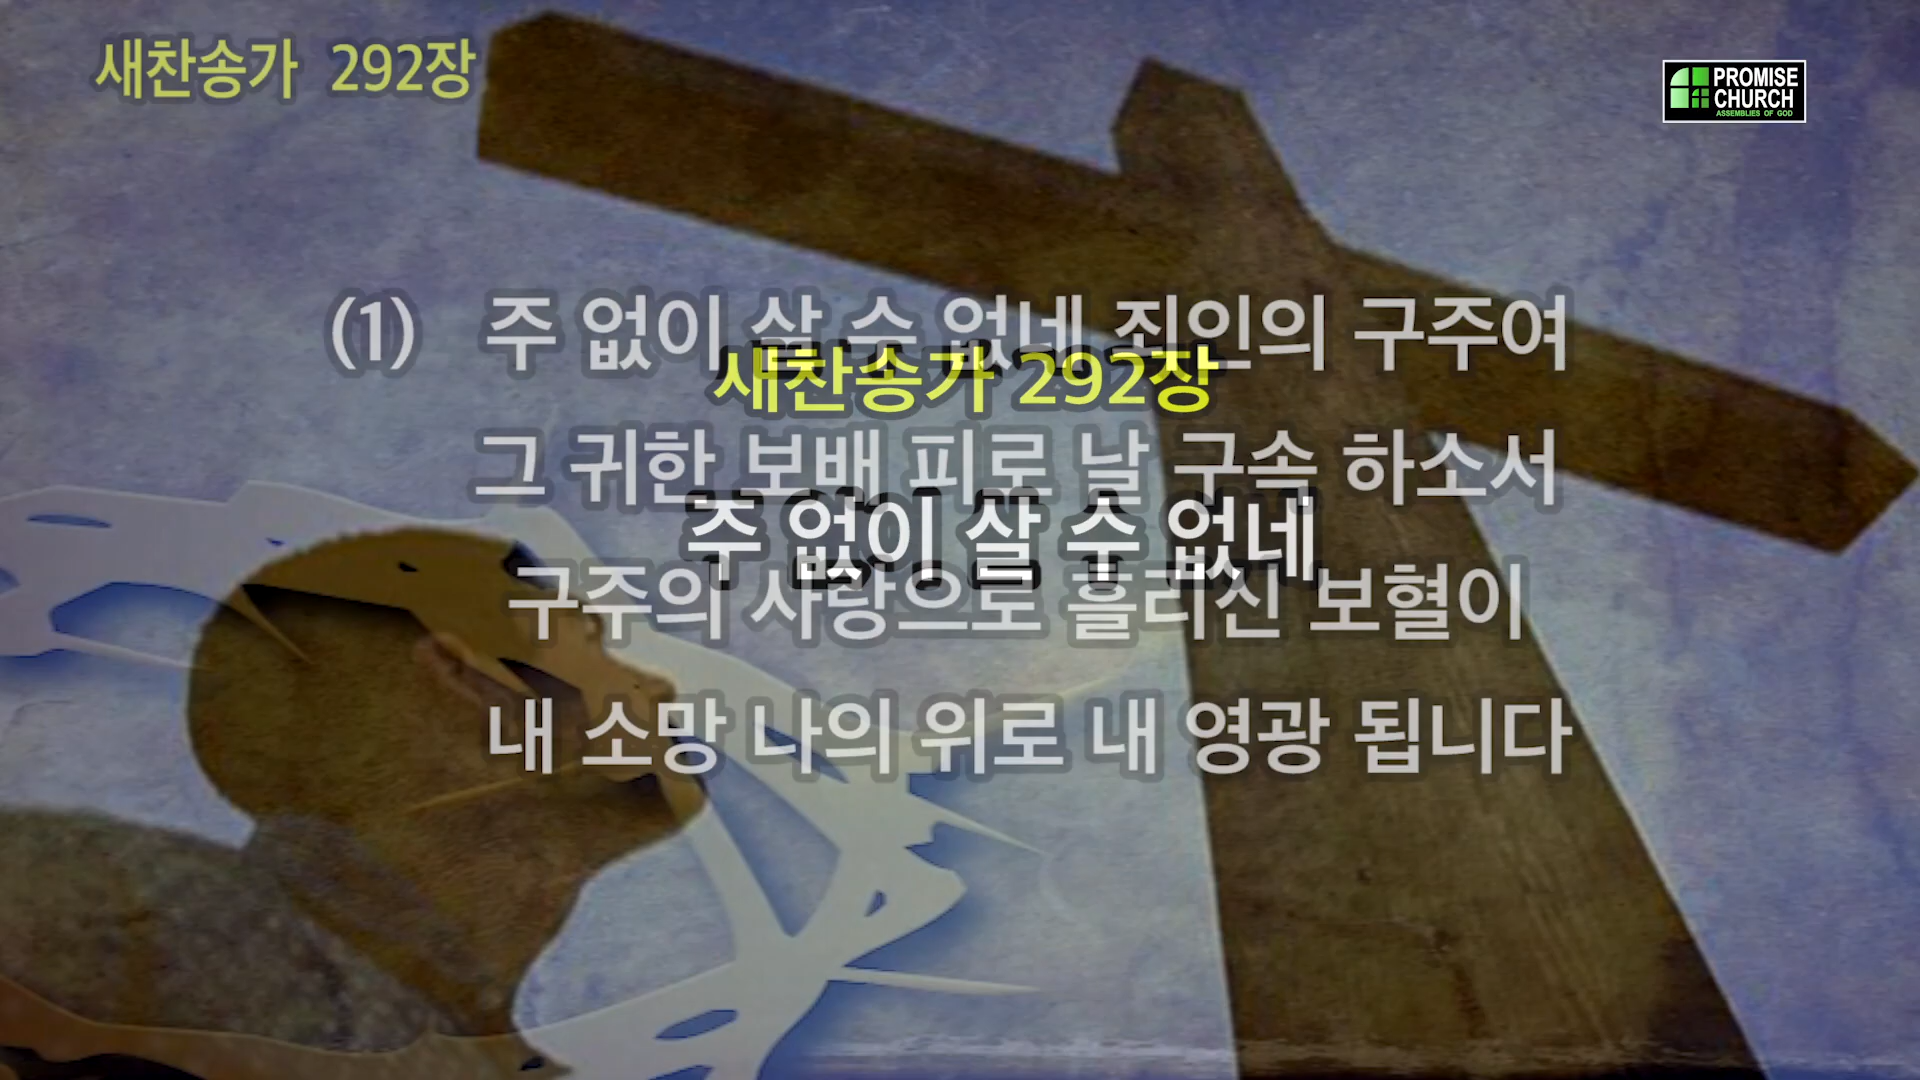 새찬송가 292장
PROMISE
CHURCH
ASSEMBLIES OF GOD
(1) 주 없이 살 수 없네 죄인의 구주여
새찬송가 292장
그 귀한 보배 피로 날 구속 하소서
주 없이 살 수 없네
구주의 사랑으로 흘리신 보혈이
내 소망 나의 위로 내 영광 됩니다